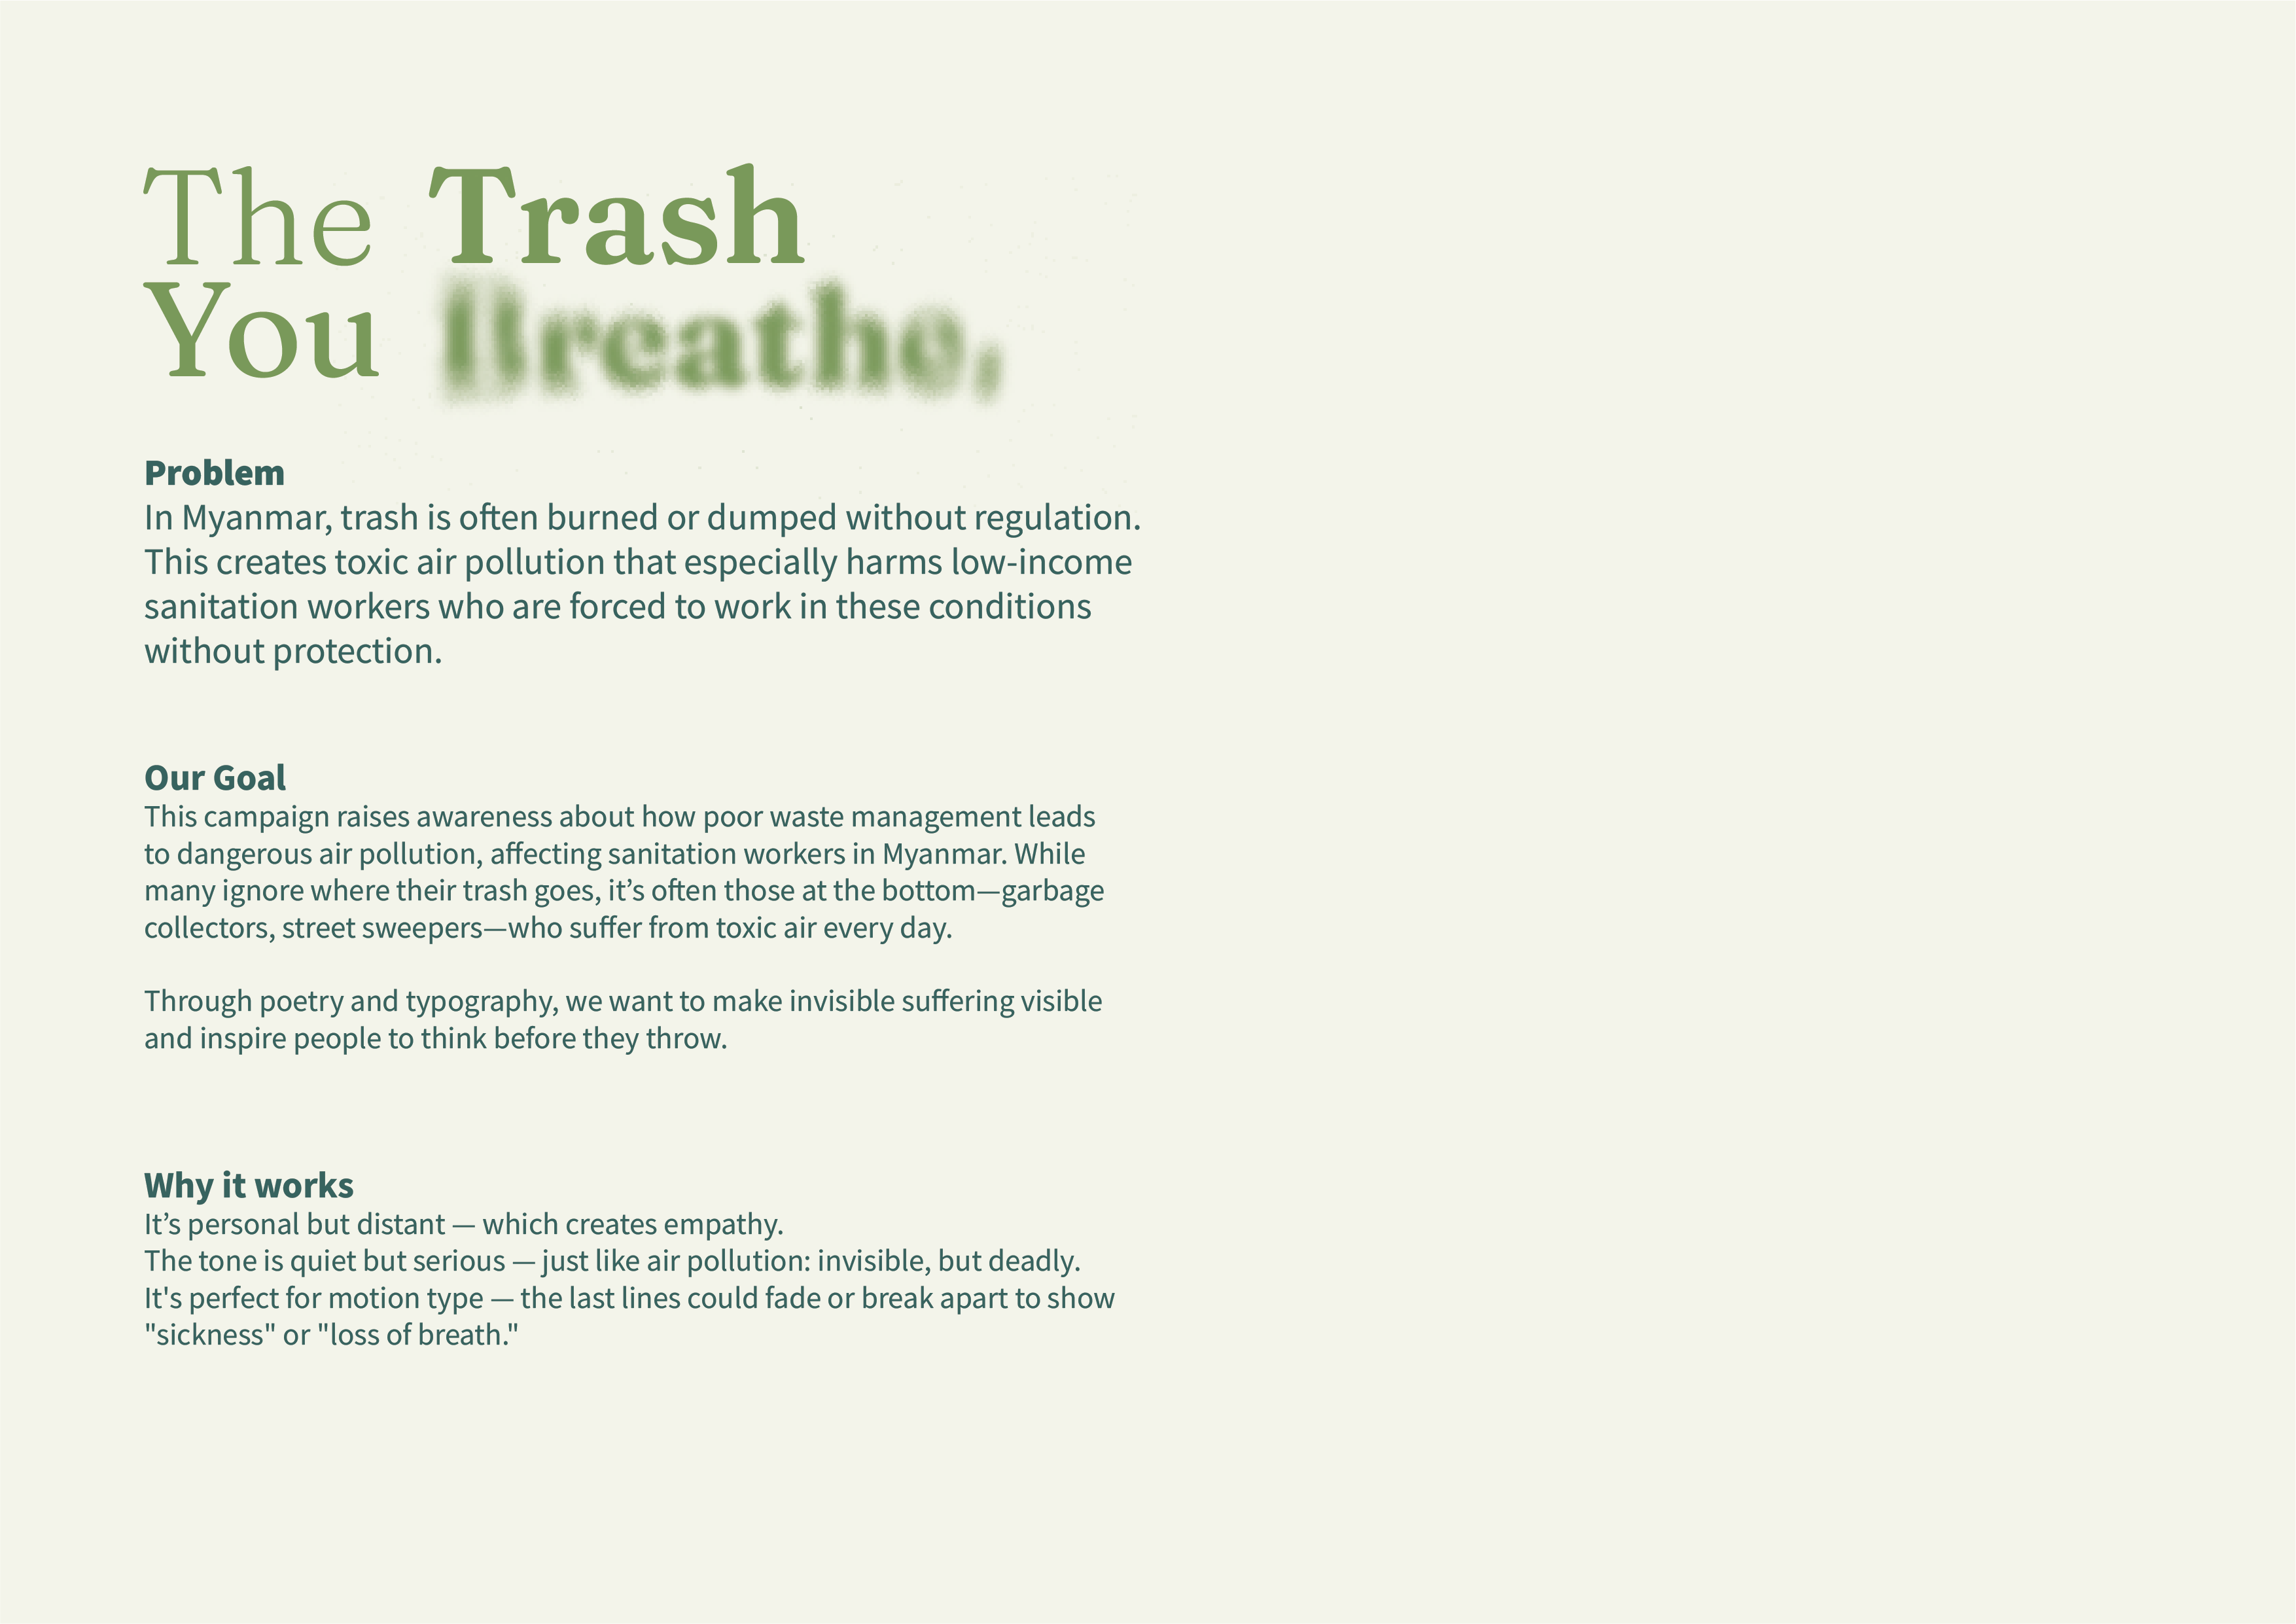 The Trash
You Breathe,
Problem
In Myanmar, trash is often burned or dumped without regulation.
This creates toxic air pollution that especially harms low-income
sanitation workers who are forced to work in these conditions
without protection.
Our Goal
This campaign raises awareness about how poor waste management leads
to dangerous air pollution, affecting sanitation workers in Myanmar. While
many ignore where their trash goes, it’s often those at the bottom—garbage
collectors, street sweepers—who suffer from toxic air every day.
Through poetry and typography, we want to make invisible suffering visible
and inspire people to think before they throw.
Why it works
It’s personal but distant — which creates empathy.
The tone is quiet but serious — just like air pollution: invisible, but deadly.
It's perfect for motion type — the last lines could fade or break apart to show
"sickness" or "loss of breath."